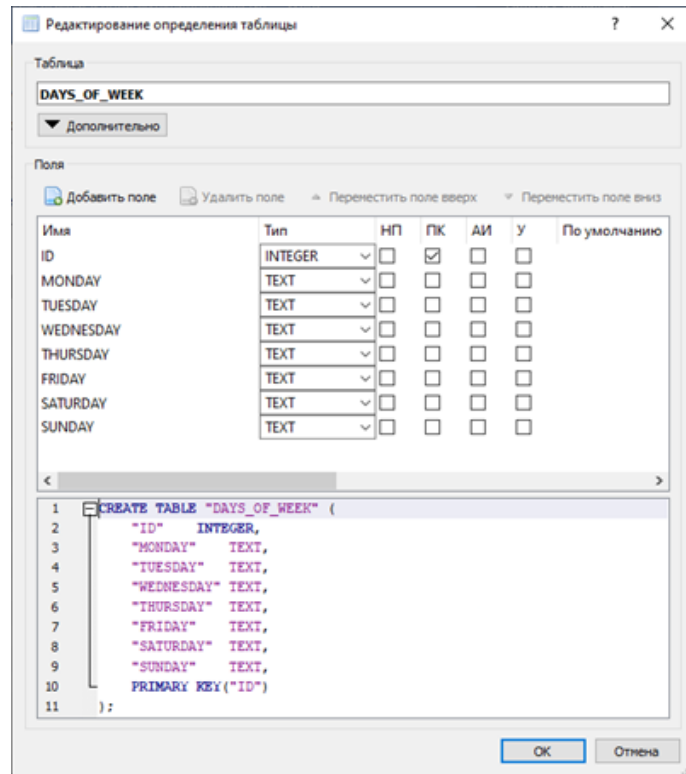 Редактирование определения таблицы ?
Таблица
DAYS_OF_WEEK
Дополнительно
Поля
Добавить поле Удалить поле Переместить поле вверх Переместить поле вниз
Имя Тип НП ПК АИ У По умолчанию
ID INTEGER
MONDAY TEXT
TUESDAY TEXT
WEDNESDAY TEXT
THURSDAY TEXT
FRIDAY TEXT
SATURDAY TEXT
SUNDAY TEXT
1 CREATE TABLE "DAYS_OF_WEEK" (
2 "ID" INTEGER,
3 "MONDAY" TEXT,
4 "TUESDAY" TEXT,
5 "WEDNESDAY" TEXT,
6 "THURSDAY" TEXT,
7 "FRIDAY" TEXT,
8 "SATURDAY" TEXT,
9 "SUNDAY" TEXT,
10 PRIMARY KEY("ID")
11 );
OK Отмена